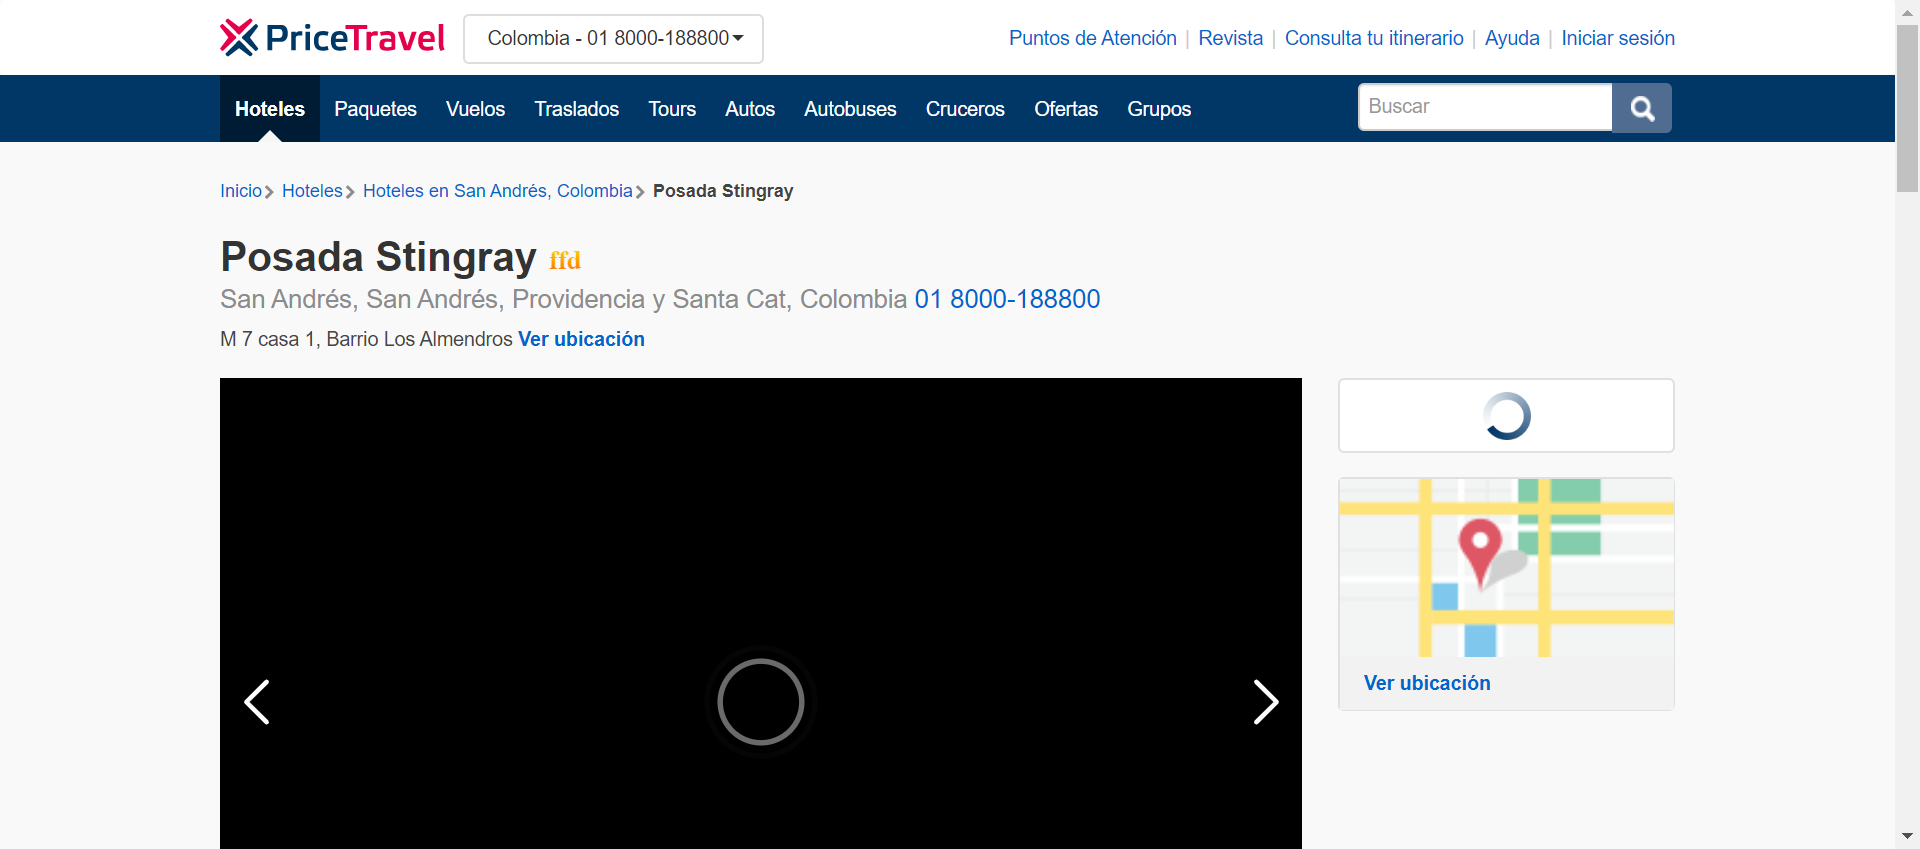 PriceTravel
Colombia - 01 8000-188800
Puntos de Atención | Revista | Consulta tu itinerario | Ayuda | Iniciar sesión
Hoteles Paquetes Vuelos Traslados Tours Autos Autobuses Cruceros Ofertas Grupos
Buscar
Inicio Hoteles Hoteles en San Andrés, Colombia Posada Stingray
Posada Stingray ffd
San Andrés, San Andrés, Providencia y Santa Cat, Colombia 01 8000-188800
M 7 casa 1, Barrio Los Almendros Ver ubicación
Ver ubicación